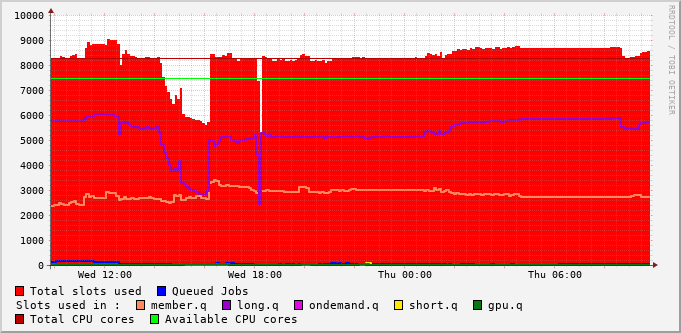 10000
9000
8000
7000
6000
5000
4000
3000
2000
1000
0
Wed 12:00 Wed 18:00 Thu 00:00 Thu 06:00
RRDTOOL / TOBI OETIKER
Total slots used Queued Jobs
Slots used in : member.q long.q ondemand.q short.q gpu.q
Total CPU cores Available CPU cores